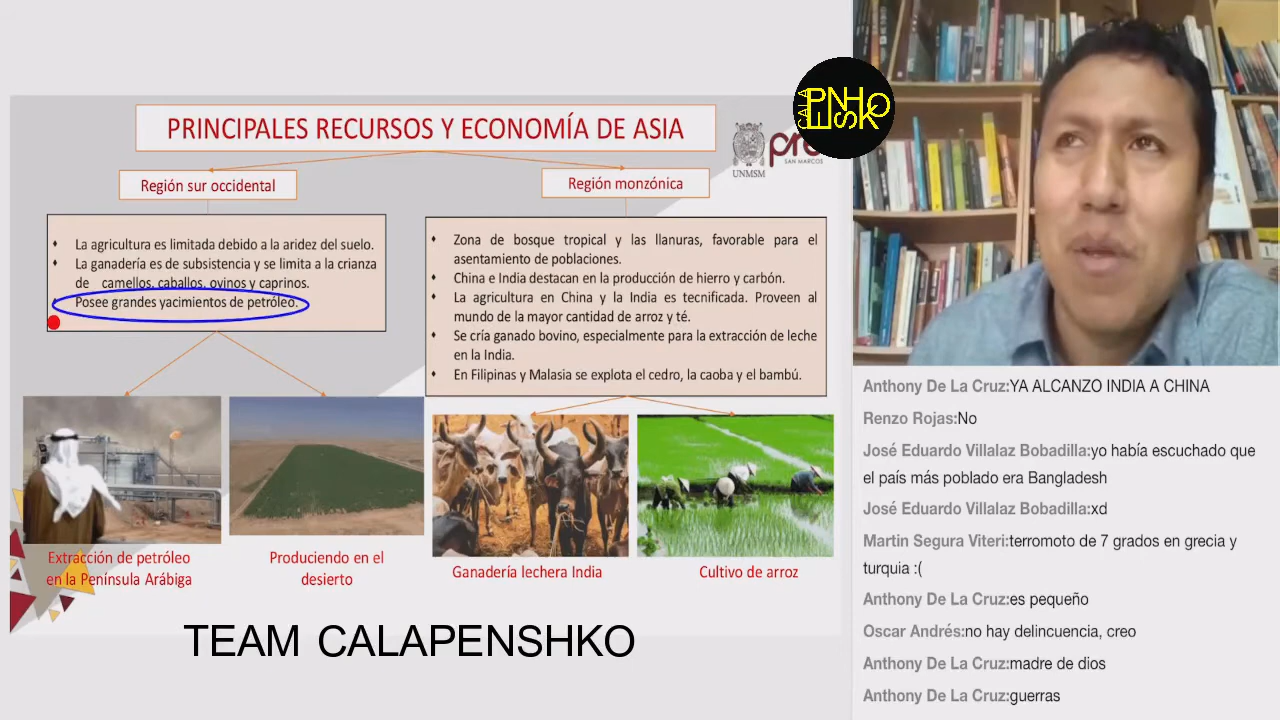 PRINCIPALES RECURSOS Y ECONOMÍA DE ASIA
UNMSM
pre
SAN MARCOS
CALA
PENSHKO
Región sur occidental
Región monzónica
La agricultura es limitada debido a la aridez del suelo.
La ganadería es de subsistencia y se limita a la crianza
de camellos, caballos, ovinos y caprinos.
Posee grandes yacimientos de petróleo.
Zona de bosque tropical y las llanuras, favorable para el
asentamiento de poblaciones.
China e India destacan en la producción de hierro y carbón.
La agricultura en China y la India es tecnificada. Proveen al
mundo de la mayor cantidad de arroz y té.
Se cría ganado bovino, especialmente para la extracción de leche
en la India.
En Filipinas y Malasia se explota el cedro, la caoba y el bambú.
Extracción de petróleo
en la Península Arábiga
Produciendo en el
desierto
Ganadería lechera India
Cultivo de arroz
TEAM CALAPENSHKO
Anthony De La Cruz:YA ALCANZO INDIA A CHINA
Renzo Rojas:No
José Eduardo Villalaz Bobadilla:yo había escuchado que
el país más poblado era Bangladesh
José Eduardo Villalaz Bobadilla:xd
Martin Segura Viteri:terromoto de 7 grados en grecia y
turquia :(
Anthony De La Cruz:es pequeño
Oscar Andrés:no hay delincuencia, creo
Anthony De La Cruz:madre de dios
Anthony De La Cruz:guerras